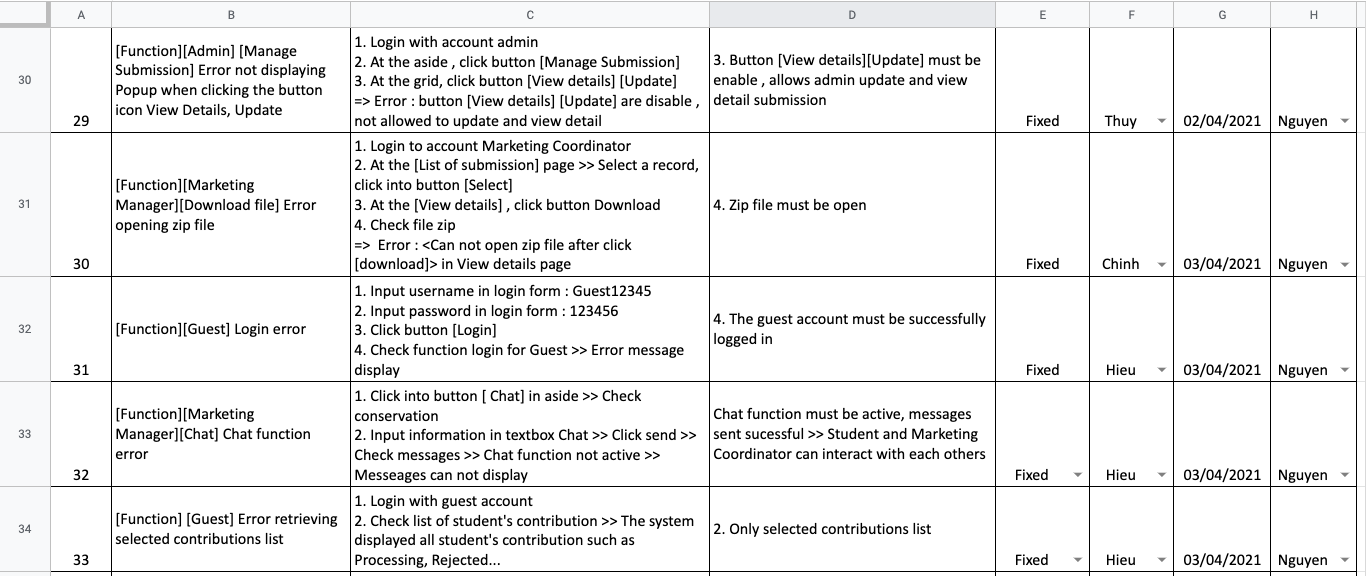 A B C D E F G H
30
29
[Function][Admin] [Manage
Submission] Error not displaying
Popup when clicking the button
icon View Details, Update
1. Login with account admin
2. At the aside , click button [Manage Submission]
3. At the grid, click button [View details] [Update]
=> Error : button [View details] [Update] are disable ,
not allowed to update and view detail
3. Button [View details][Update] must be
enable , allows admin update and view
detail submission
Fixed
Thuy
02/04/2021
Nguyen
31
30
[Function][Marketing
Manager][Download file] Error
opening zip file
1. Login to account Marketing Coordinator
2. At the [List of submission] page >> Select a record,
click into button [Select]
3. At the [View details] , click button Download
4. Check file zip
=>  Error : <Can not open zip file after click
[download]> in View details page
4. Zip file must be open
Fixed
Chinh
03/04/2021
Nguyen
32
31
[Function][Guest] Login error
1. Input username in login form : Guest12345
2. Input password in login form : 123456
3. Click button [Login]
4. Check function login for Guest >> Error message
display
4. The guest account must be successfully
logged in
Fixed
Hieu
03/04/2021
Nguyen
33
32
[Function][Marketing
Manager][Chat] Chat function
error
1. Click into button [ Chat] in aside >> Check
conservation
2. Input information in textbox Chat >> Click send >>
Check messages >> Chat function not active >>
Messeages can not display
Chat function must be active, messages
sent sucessful >> Student and Marketing
Coordinator can interact with each others
Fixed
Hieu
03/04/2021
Nguyen
34
33
[Function] [Guest] Error retrieving
selected contributions list
1. Login with guest account
2. Check list of student's contribution >> The system
displayed all student's contribution such as
Processing, Rejected...
2. Only selected contributions list
Fixed
Hieu
03/04/2021
Nguyen